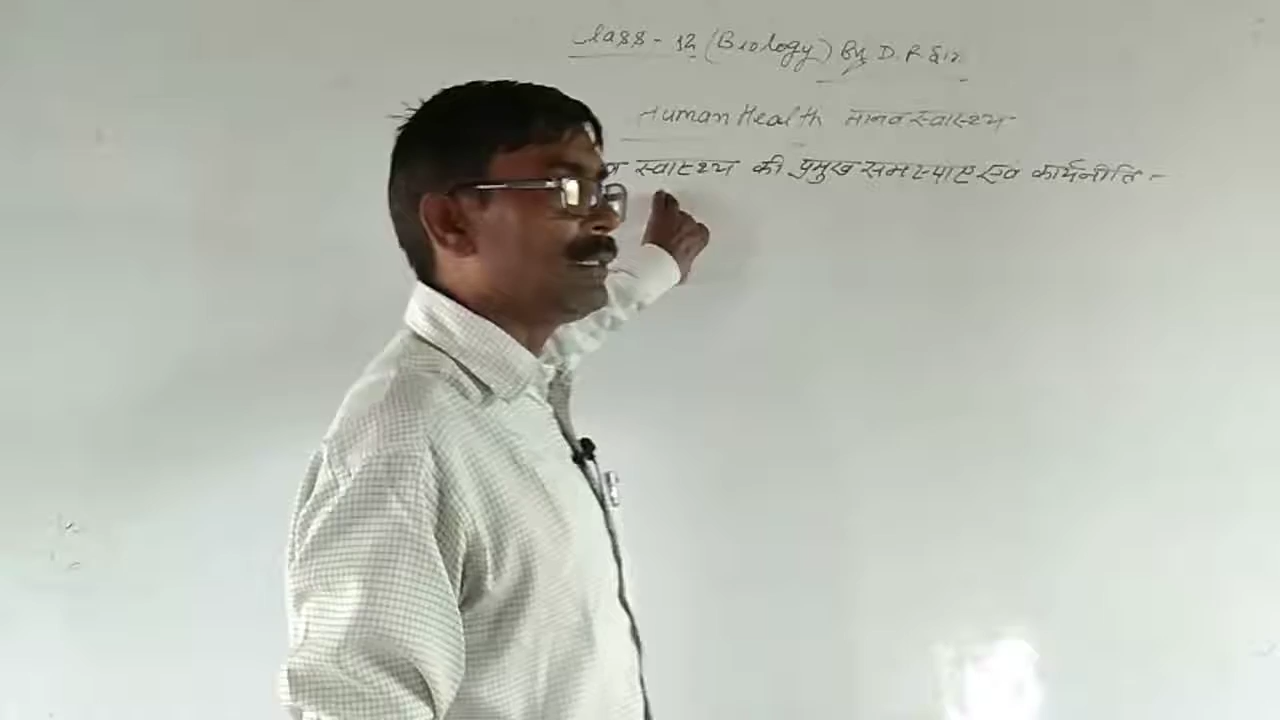 Class - 12 (Biology) By D. P. Sir.
Human Health मानव स्वास्थ्य
स्वास्थ्य की प्रमुख समस्याए एवं कार्यनीति :-